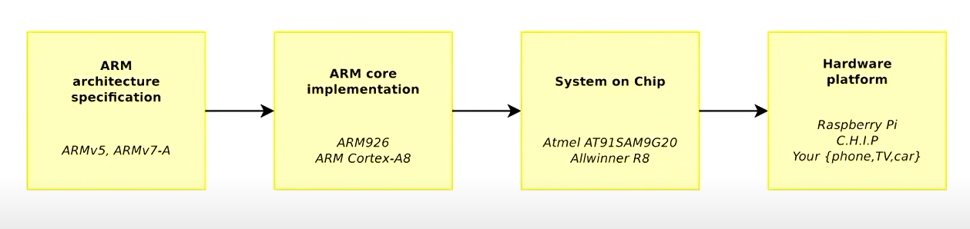 ARM
architecture
specification
ARMv5, ARMv7-A
ARM core
implementation
ARM926
ARM Cortex-A8
System on Chip
Atmel AT91SAM9G20
Allwinner R8
Hardware
platform
Raspberry Pi
C.H.I.P
Your {phone,TV,car}